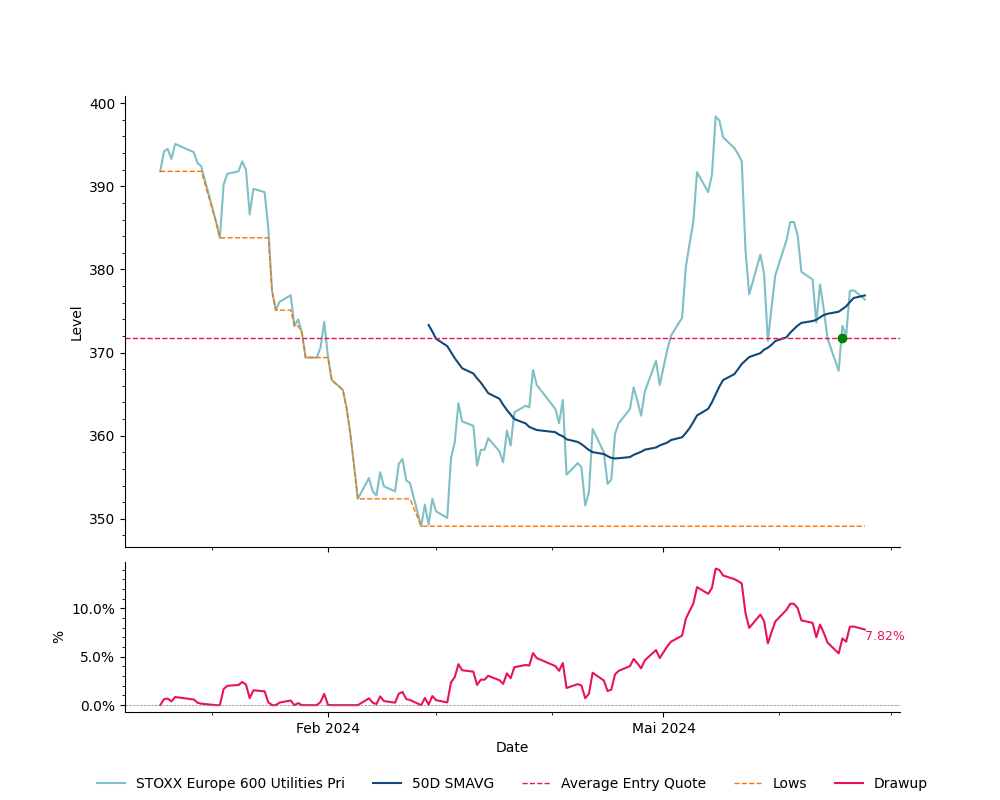 400
390
380
370
360
350
Level
10.0%
5.0%
0.0%
%
7.82%
Feb 2024
Mai 2024
Date
STOXX Europe 600 Utilities Pri
50D SMAVG
Average Entry Quote
Lows
Drawup